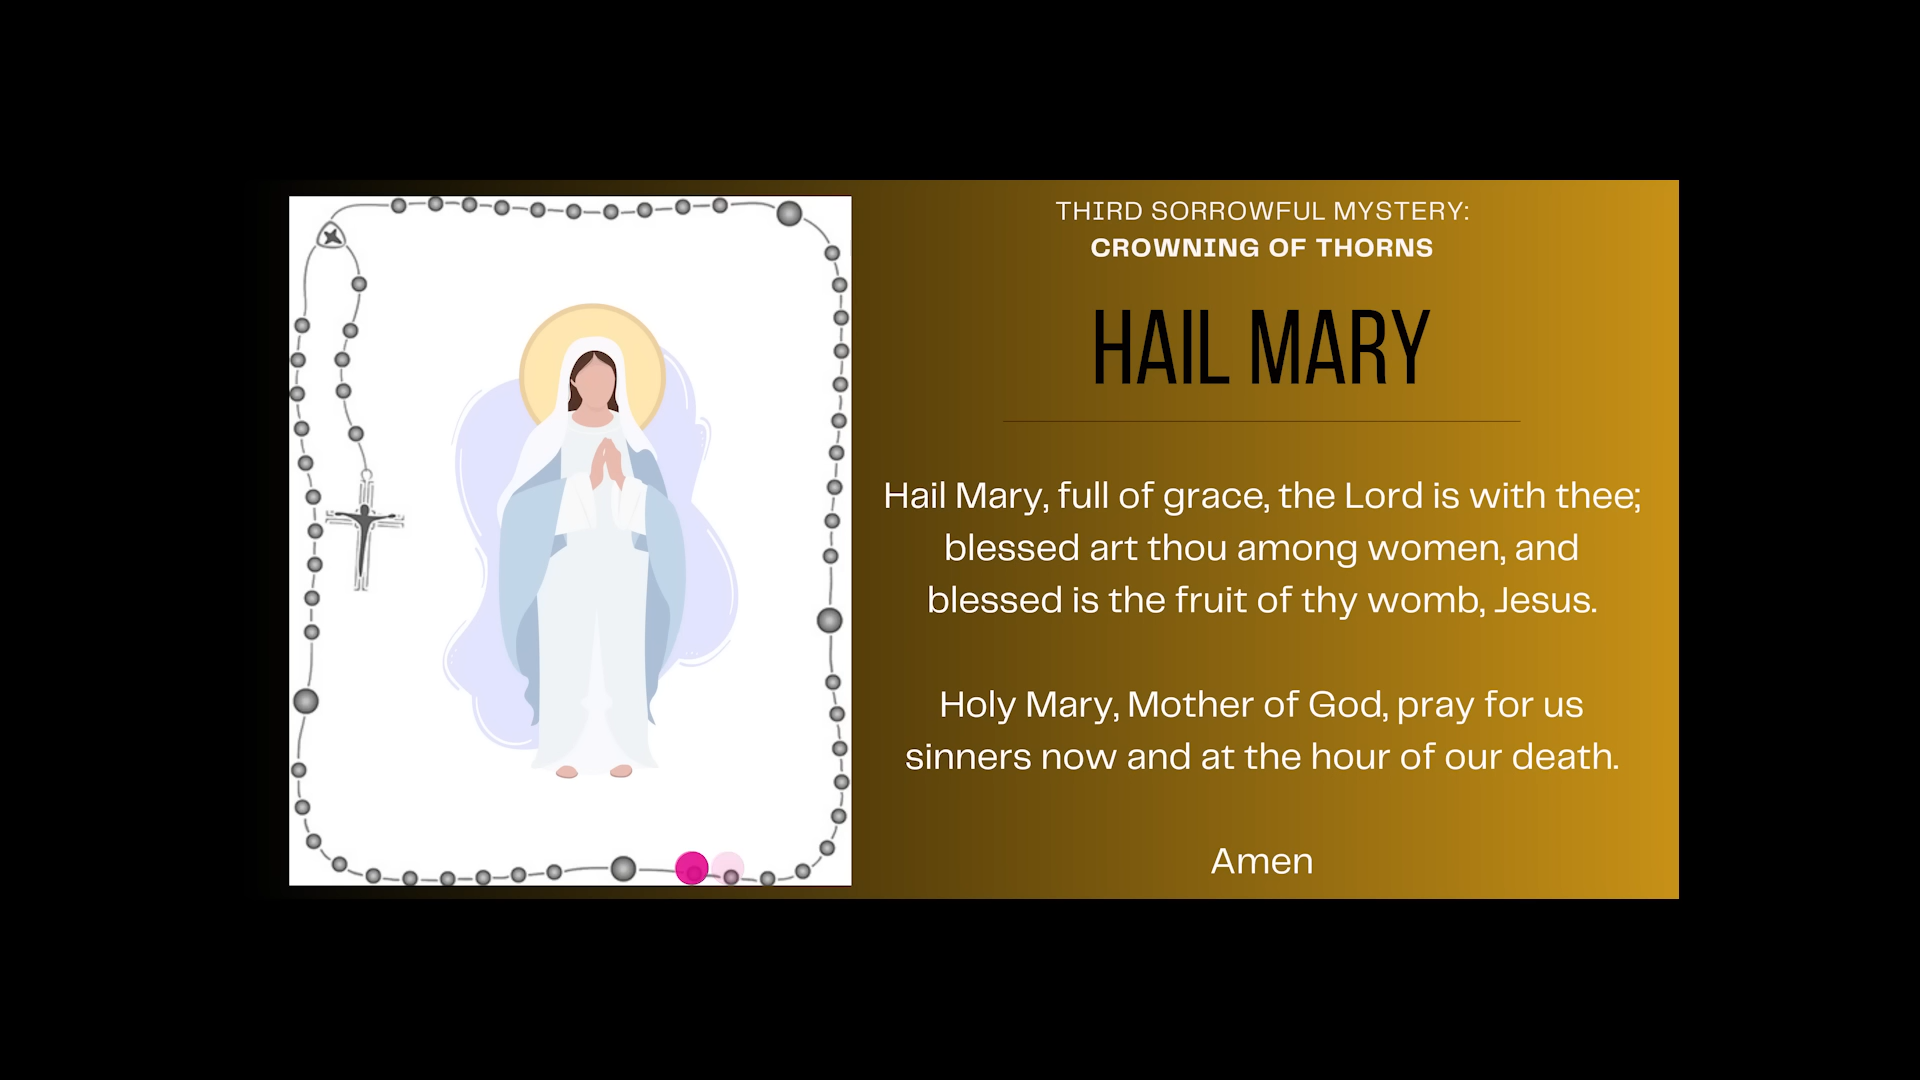 THIRD SORROWFUL MYSTERY:
CROWNING OF THORNS
HAIL MARY
Hail Mary, full of grace, the Lord is with thee;
blessed art thou among women, and
blessed is the fruit of thy womb, Jesus.
Holy Mary, Mother of God, pray for us
sinners now and at the hour of our death.
Amen